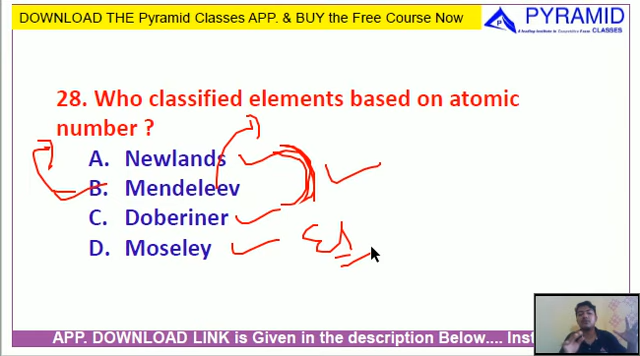 DOWNLOAD THE Pyramid Classes APP. & BUY the Free Course Now
PYRAMID
CLASSES
28. Who classified elements based on atomic
number ?
A. Newlands
B. Mendeleev
C. Doberiner
D. Moseley
APP. DOWNLOAD LINK is Given in the description Below.... Inst